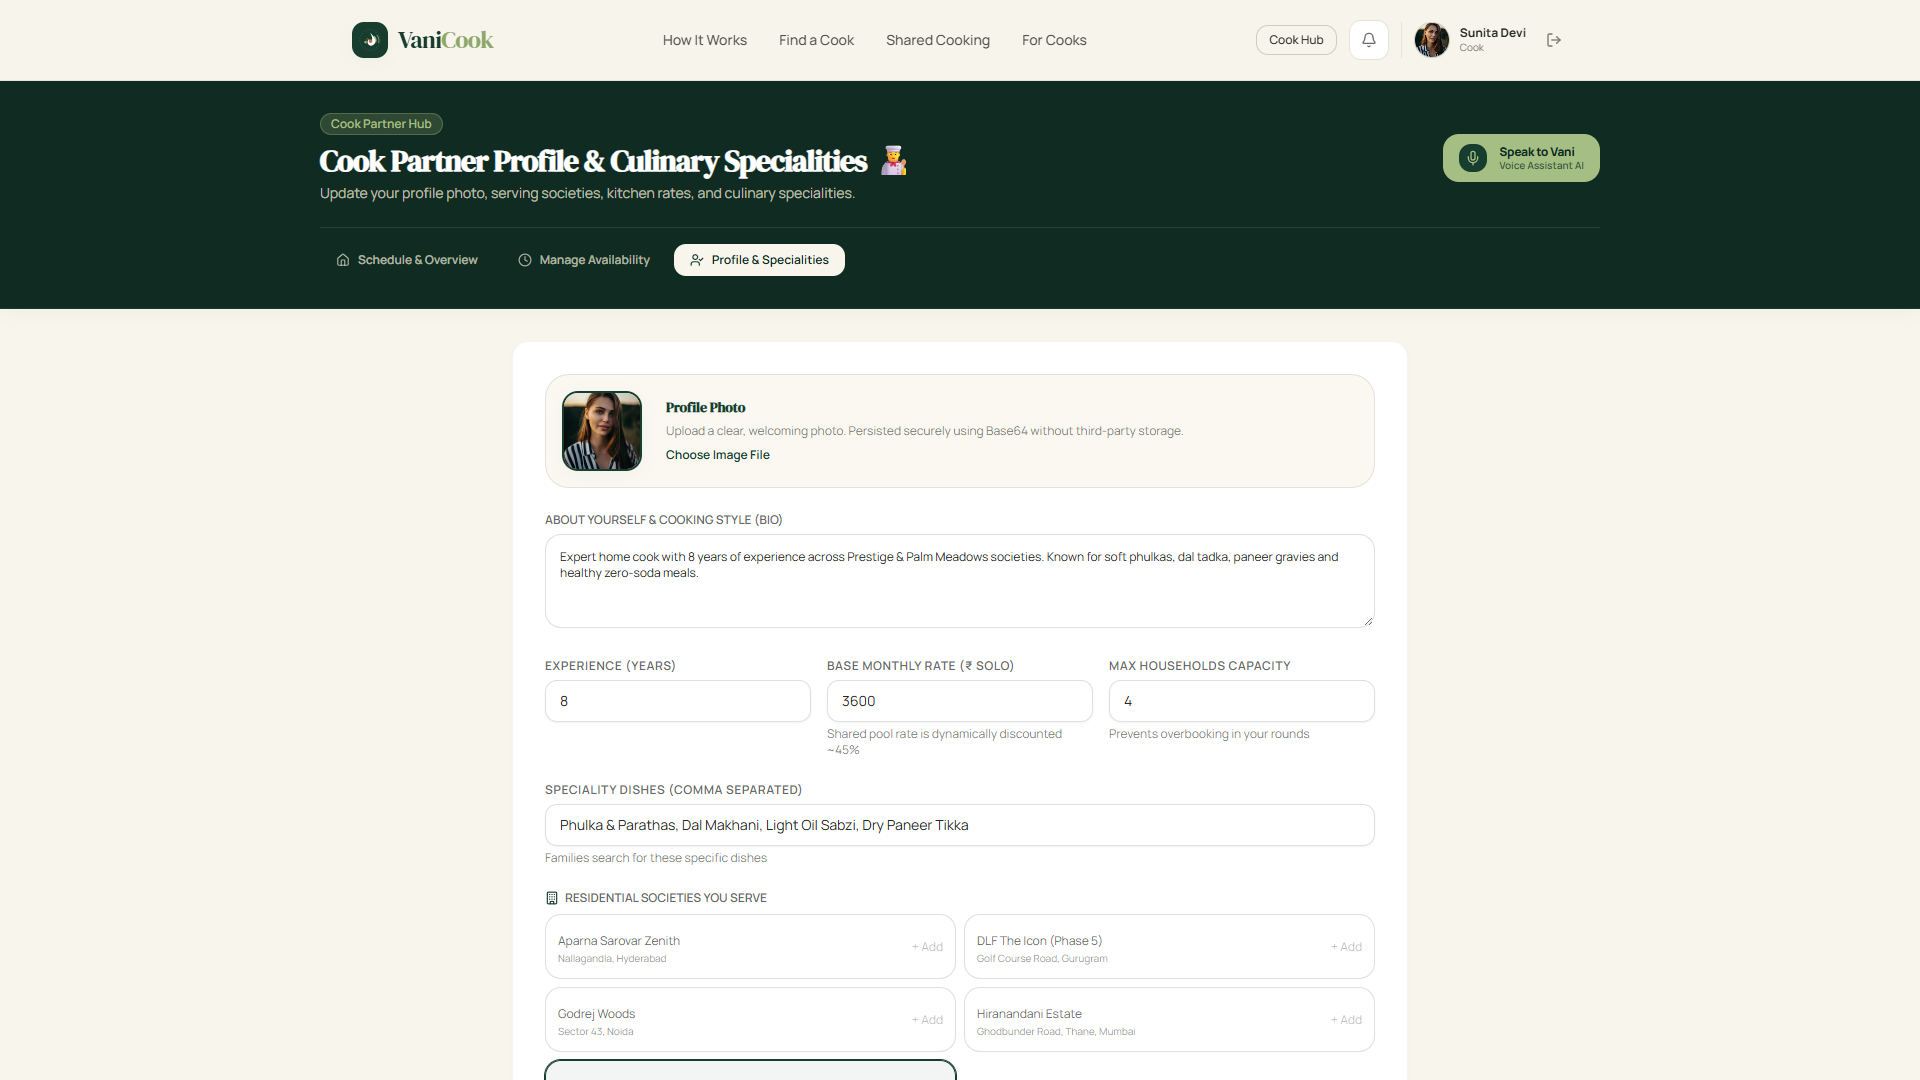 VaniCook
How It Works
Find a Cook
Shared Cooking
For Cooks
Cook Hub
Sunita Devi
Cook
Cook Partner Hub
Cook Partner Profile & Culinary Specialities
Update your profile photo, serving societies, kitchen rates, and culinary specialities.
Speak to Vani
Voice Assistant AI
Schedule & Overview
Manage Availability
Profile & Specialities
Profile Photo
Upload a clear, welcoming photo. Persisted securely using Base64 without third-party storage.
Choose Image File
ABOUT YOURSELF & COOKING STYLE (BIO)
Expert home cook with 8 years of experience across Prestige & Palm Meadows societies. Known for soft phulkas, dal tadka, paneer gravies and
healthy zero-soda meals.
EXPERIENCE (YEARS)
8
BASE MONTHLY RATE (₹ SOLO)
3600
Shared pool rate is dynamically discounted
~45%
MAX HOUSEHOLDS CAPACITY
4
Prevents overbooking in your rounds
SPECIALITY DISHES (COMMA SEPARATED)
Phulka & Parathas, Dal Makhani, Light Oil Sabzi, Dry Paneer Tikka
Families search for these specific dishes
RESIDENTIAL SOCIETIES YOU SERVE
Aparna Sarovar Zenith
Nallagandla, Hyderabad
+ Add
DLF The Icon (Phase 5)
Golf Course Road, Gurugram
+ Add
Godrej Woods
Sector 43, Noida
+ Add
Hiranandani Estate
Ghodbunder Road, Thane, Mumbai
+ Add